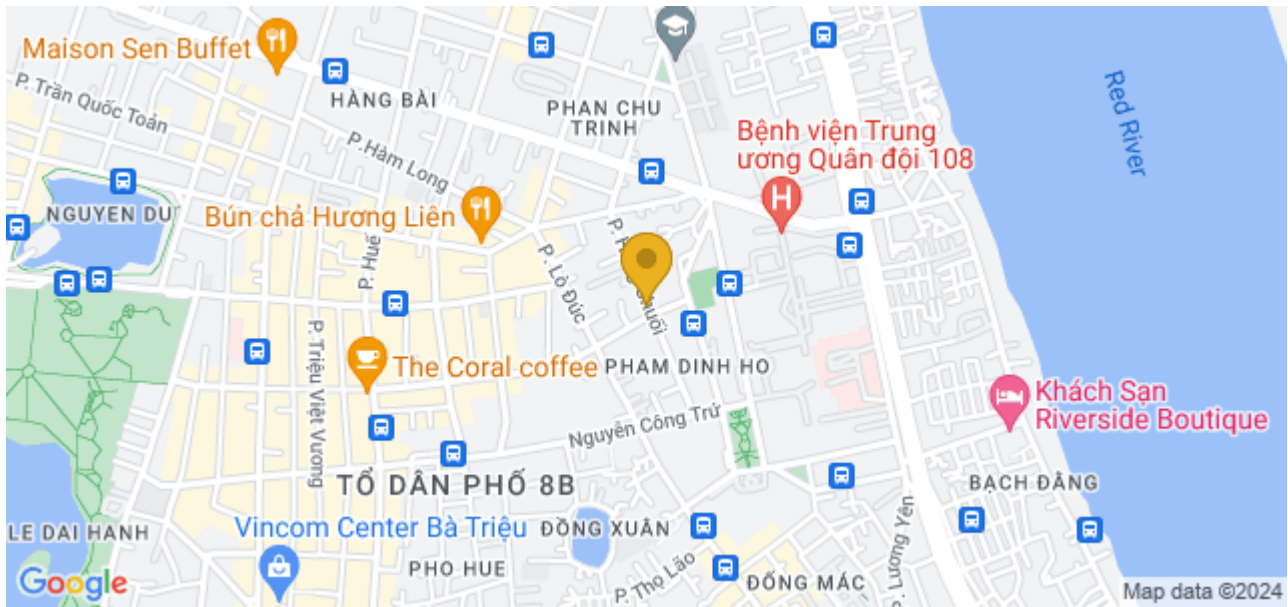 Maison Sen Buffet
P. Trần Quốc Toản
HÀNG BÀI
PHAN CHU
TRINH
Red River
P.Hàm Long
Bệnh viện Trung
ương Quân đội 108
H
NGUYEN DU
Bún chả Hương Liên
P. Huế
P. Lò Đúc
Chuối
P. Triệu Việt Vương
The Coral coffee
PHAM DINH HO
Khách Sạn
Riverside Boutique
Nguyễn Công Trứ
TỔ DÂN PHỐ 8B
BẠCH ĐẰNG
LE DAI HANH
Vincom Center Bà Triệu
ĐỒNG XUÂN
P. Lương Yên
PHO HUE
P. Thọ Lão
ĐỐNG MÁC
Google
Map data ©2024